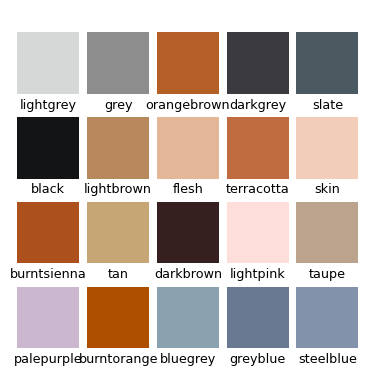 lightgrey grey orangebrown darkgrey slate
black lightbrown flesh terracotta skin
burntsienna tan darkbrown lightpink taupe
palepurple burntorange bluegrey greyblue steelblue